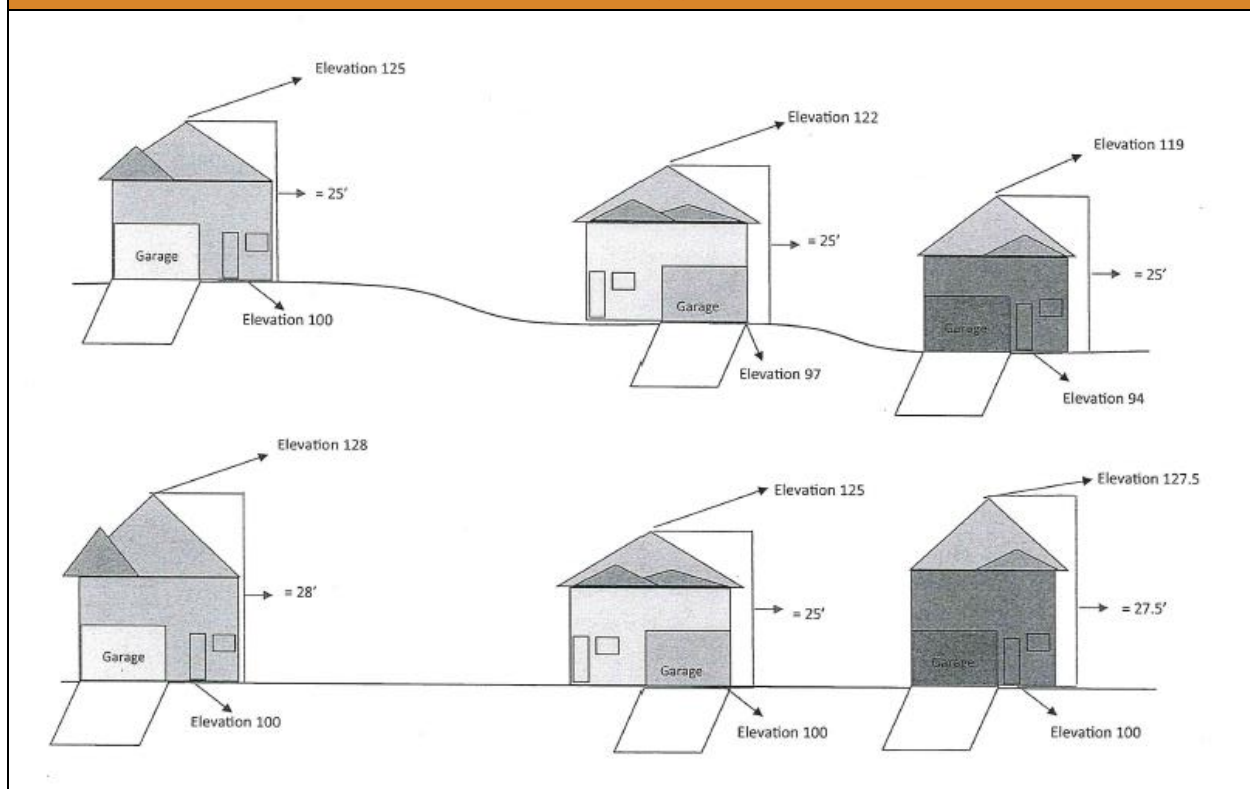 Elevation 125
Elevation 122
Elevation 119
= 25'
= 25'
= 25'
Garage
Garage
Garage
Elevation 100
Elevation 97
Elevation 94
Elevation 128
Elevation 125
Elevation 127.5
= 28'
= 25'
= 27.5'
Garage
Garage
Garage
Elevation 100
Elevation 100
Elevation 100